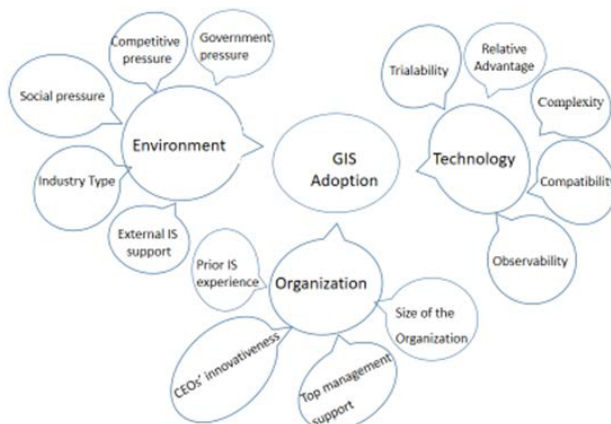 Competitive
pressure
Government
pressure
Social pressure
Environment
Industry Type
External IS
support
GIS
Adoption
Trialability
Relative
Advantage
Complexity
Technology
Compatibility
Observability
Prior IS
experience
Organization
Size of the
Organization
CEOs' innovativeness
Top management
support